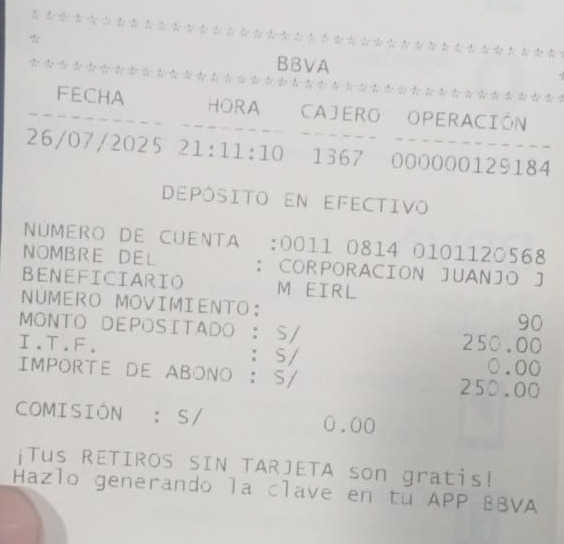 ****************************************
*
BBVA
*
****************************************
FECHA HORA CAJERO OPERACIÓN
---------- -------- ------ ------------
26/07/2025 21:11:10 1367 000000129184
DEPÓSITO EN EFECTIVO
NÚMERO DE CUENTA :0011 0814 0101120568
NOMBRE DEL : CORPORACION JUANJO J
BENEFICIARIO M EIRL
NÚMERO MOVIMIENTO: 90
MONTO DEPOSITADO : S/ 250.00
I.T.F. : S/ 0.00
IMPORTE DE ABONO : S/ 250.00
COMISIÓN : S/ 0.00
¡Tus RETIROS SIN TARJETA son gratis!
Hazlo generando la clave en tu APP BBVA